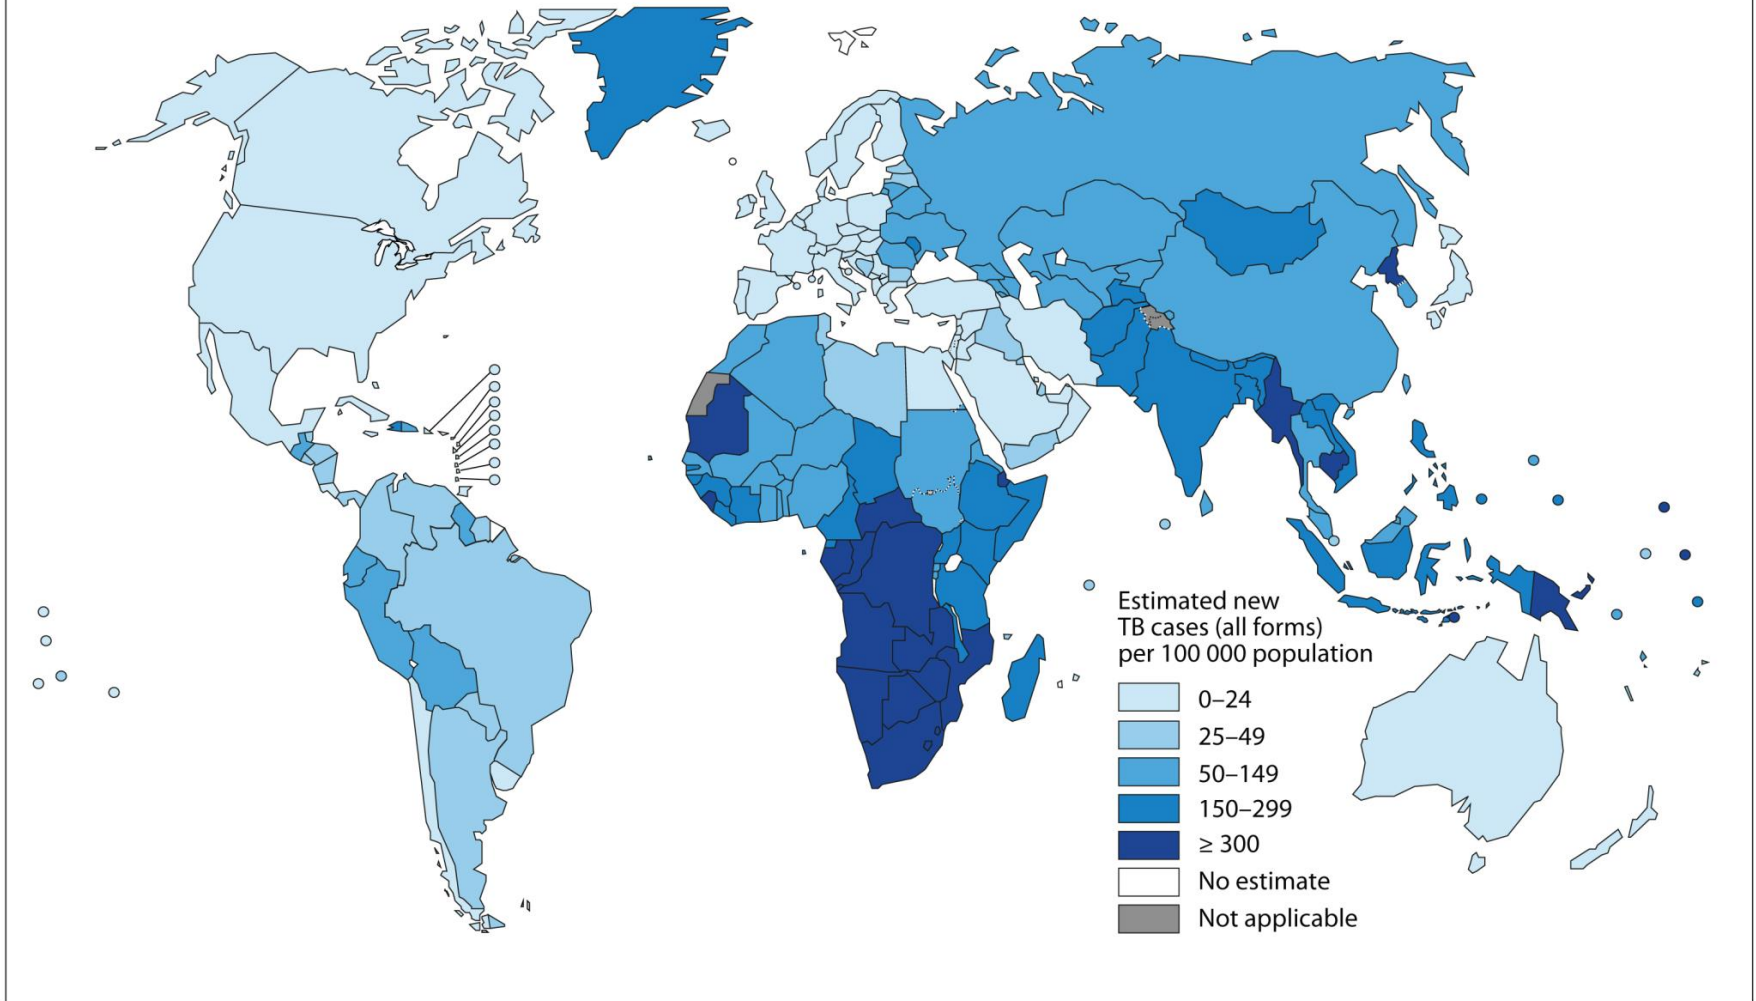 Estimated new
TB cases (all forms)
per 100 000 population
0–24
25–49
50–149
150–299
≥ 300
No estimate
Not applicable